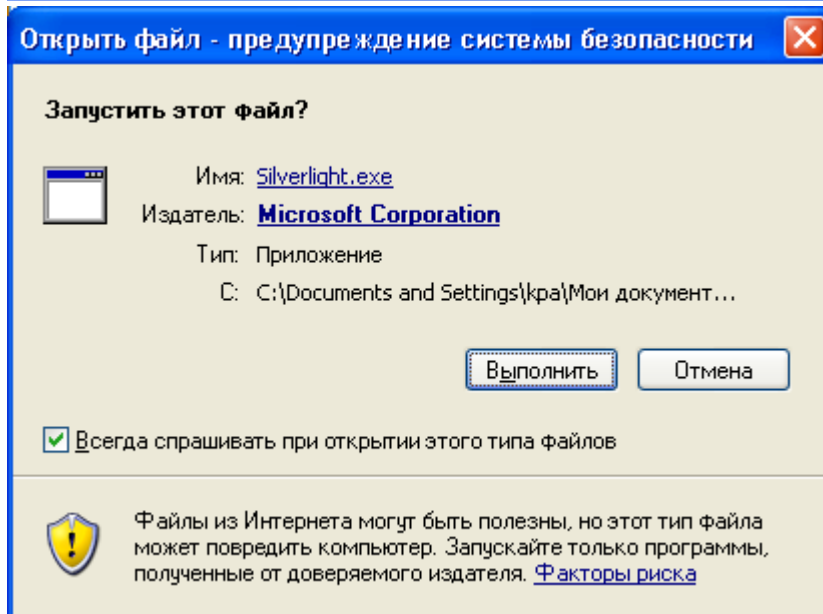 Открыть файл - предупреждение системы безопасности
Запустить этот файл?
Имя: Silverlight.exe
Издатель: Microsoft Corporation
Тип: Приложение
С: C:\Documents and Settings\kpa\Мои документ...
Выполнить Отмена
Всегда спрашивать при открытии этого типа файлов
Файлы из Интернета могут быть полезны, но этот тип файла
может повредить компьютер. Запускайте только программы,
полученные от доверяемого издателя. Факторы риска